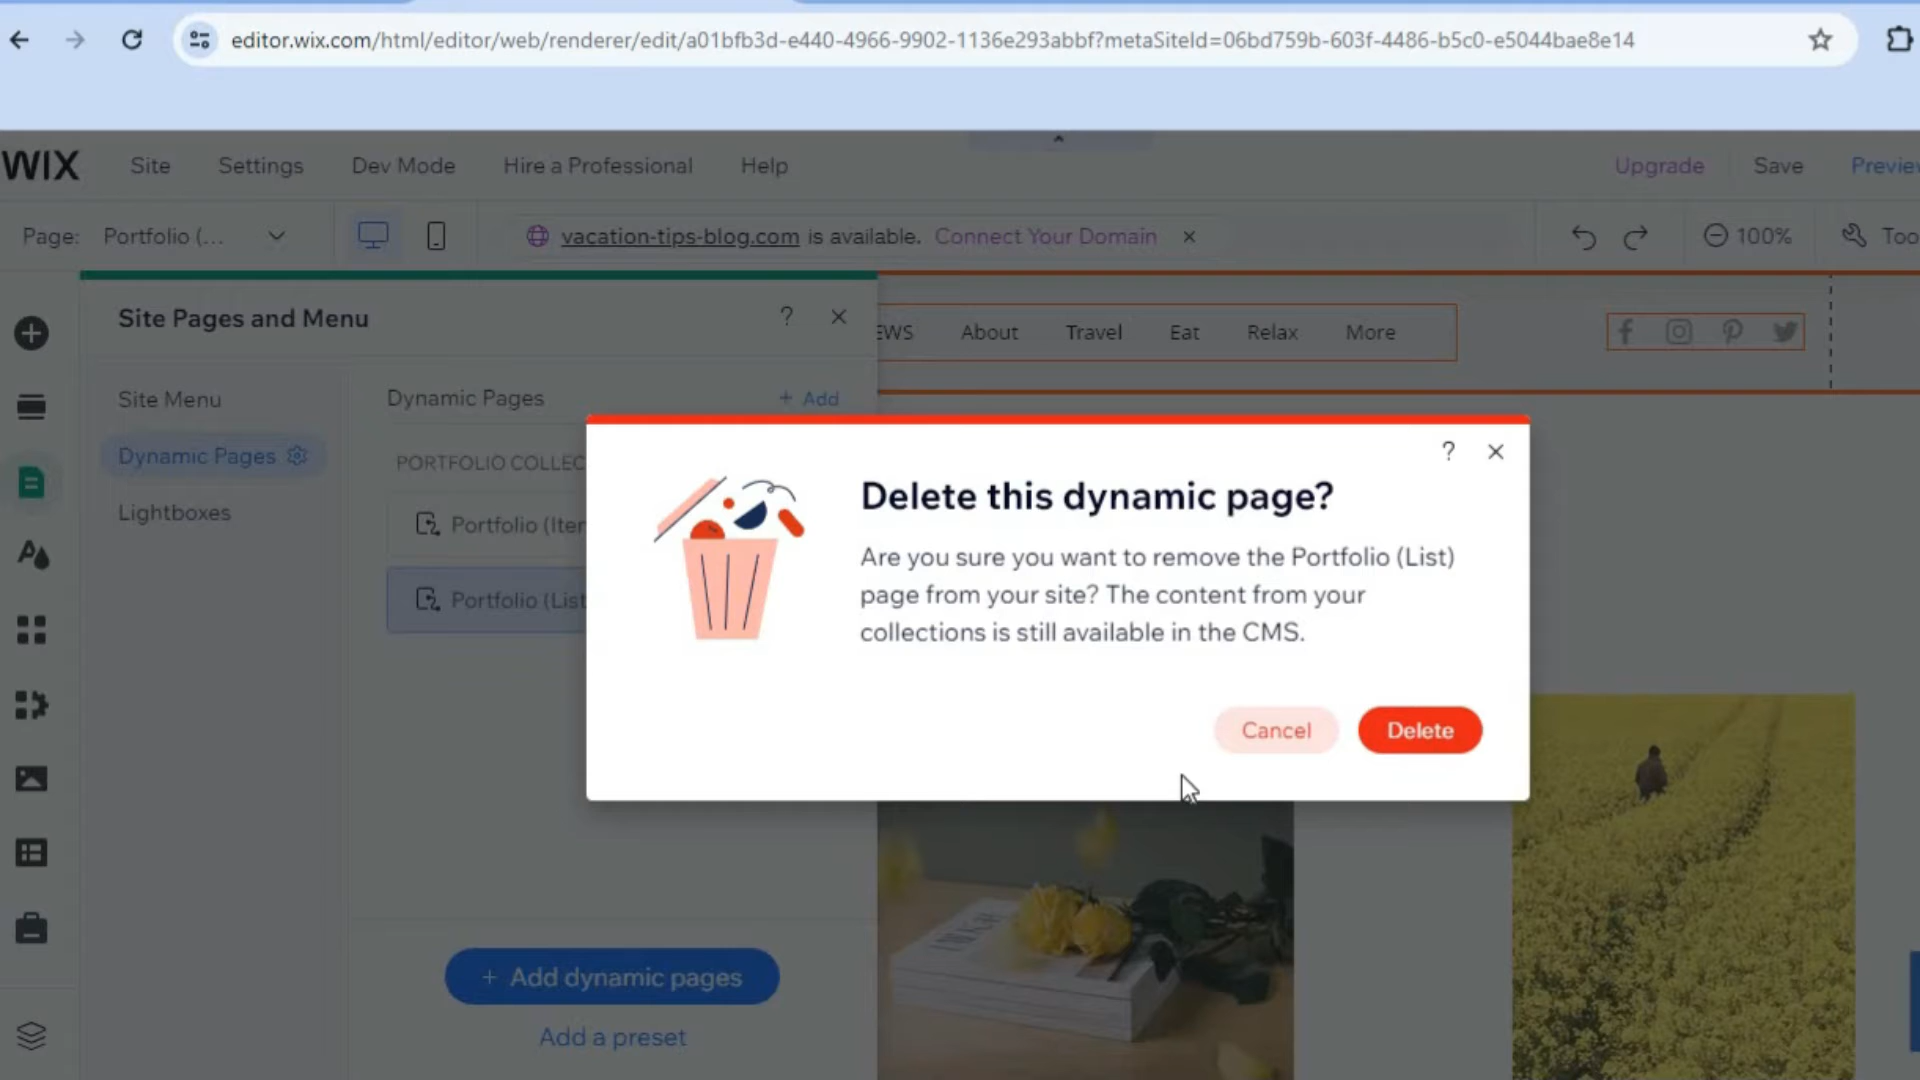 editor.wix.com/html/editor/web/renderer/edit/a01bfb3d-e440-4966-9902-1136e293abbf?metaSiteId=06bd759b-603f-4486-b5c0-e5044bae8e14
WIX Site Settings Dev Mode Hire a Professional Help Upgrade Save Preview
Page: Portfolio (... vacation-tips-blog.com is available. Connect Your Domain 100% Too
Site Pages and Menu ?
EWS About Travel Eat Relax More
Site Menu
Dynamic Pages
Lightboxes
Dynamic Pages + Add
PORTFOLIO COLLEC
Portfolio (Iter
Portfolio (List
?
Delete this dynamic page?
Are you sure you want to remove the Portfolio (List)
page from your site? The content from your
collections is still available in the CMS.
Cancel Delete
+ Add dynamic pages
Add a preset